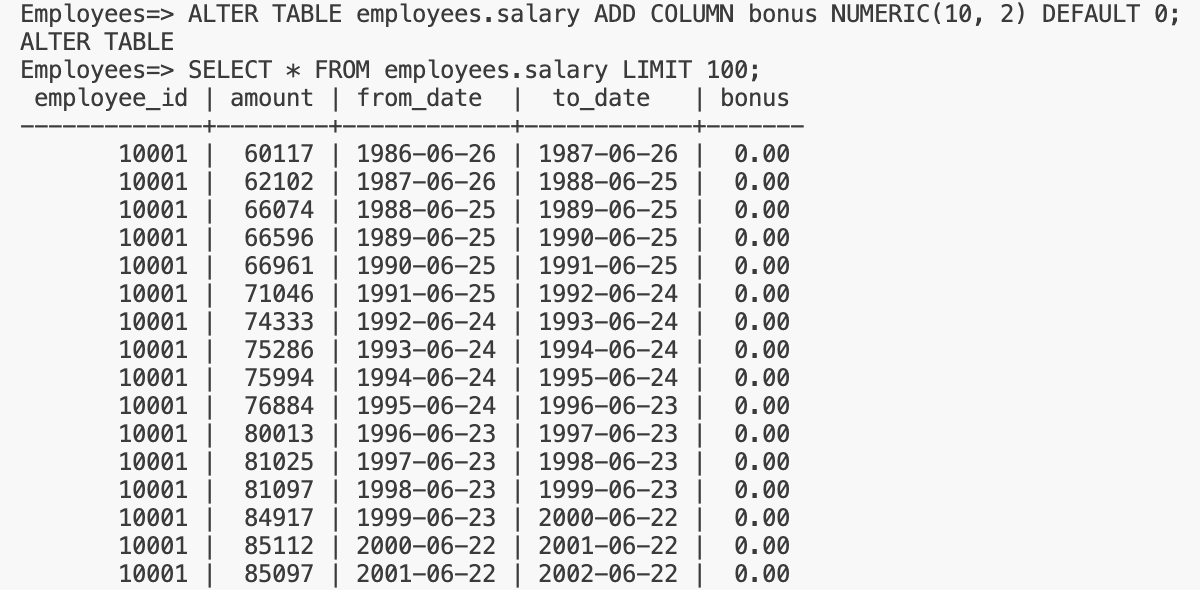 Employees=> ALTER TABLE employees.salary ADD COLUMN bonus NUMERIC(10, 2) DEFAULT 0;
ALTER TABLE
Employees=> SELECT * FROM employees.salary LIMIT 100;
 employee_id | amount | from_date  |  to_date   | bonus
-------------+--------+------------+------------+-------
       10001 |  60117 | 1986-06-26 | 1987-06-26 |  0.00
       10001 |  62102 | 1987-06-26 | 1988-06-25 |  0.00
       10001 |  66074 | 1988-06-25 | 1989-06-25 |  0.00
       10001 |  66596 | 1989-06-25 | 1990-06-25 |  0.00
       10001 |  66961 | 1990-06-25 | 1991-06-25 |  0.00
       10001 |  71046 | 1991-06-25 | 1992-06-24 |  0.00
       10001 |  74333 | 1992-06-24 | 1993-06-24 |  0.00
       10001 |  75286 | 1993-06-24 | 1994-06-24 |  0.00
       10001 |  75994 | 1994-06-24 | 1995-06-24 |  0.00
       10001 |  76884 | 1995-06-24 | 1996-06-23 |  0.00
       10001 |  80013 | 1996-06-23 | 1997-06-23 |  0.00
       10001 |  81025 | 1997-06-23 | 1998-06-23 |  0.00
       10001 |  81097 | 1998-06-23 | 1999-06-23 |  0.00
       10001 |  84917 | 1999-06-23 | 2000-06-22 |  0.00
       10001 |  85112 | 2000-06-22 | 2001-06-22 |  0.00
       10001 |  85097 | 2001-06-22 | 2002-06-22 |  0.00